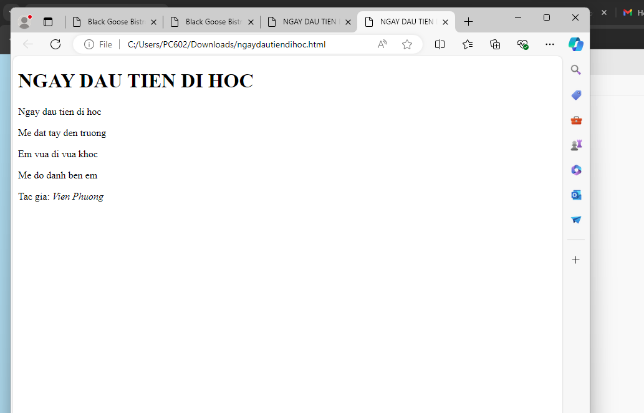 Black Goose Bist
Black Goose Bist
NGAY DAU TIEN
NGAY DAU TIEN
File
C:/Users/PC602/Downloads/ngaydautiendihoc.html
NGAY DAU TIEN DI HOC
Ngay dau tien di hoc
Me dat tay den truong
Em vua di vua khoc
Me do danh ben em
Tac gia: Vien Phuong